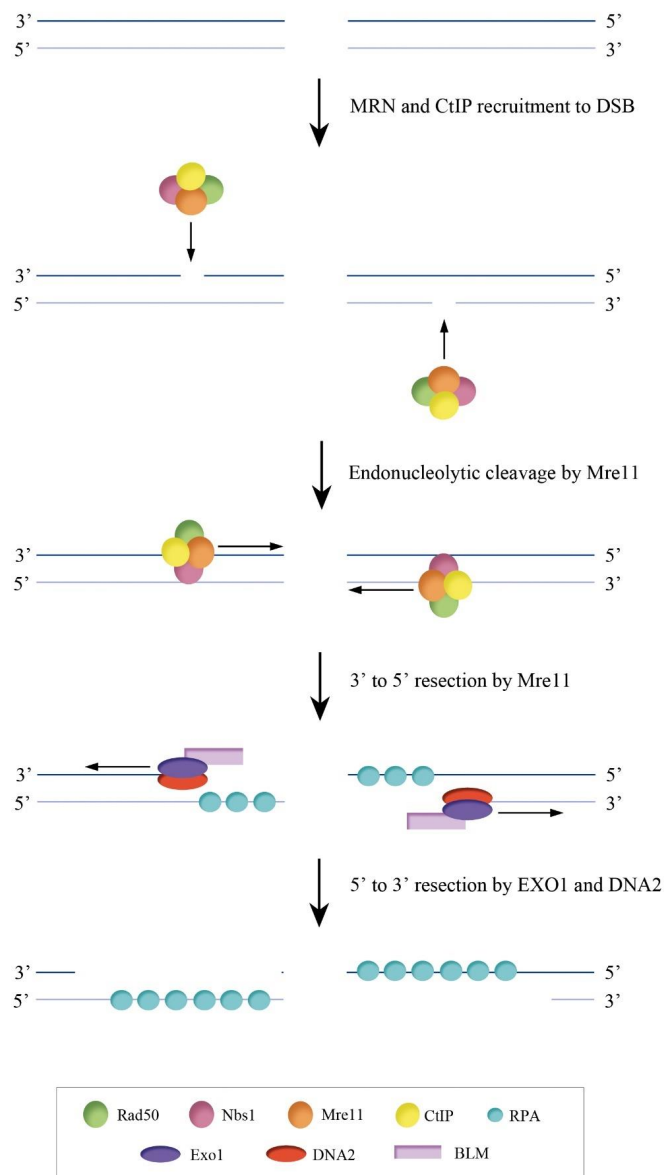 3’ 5’
5’ 3’
MRN and CtIP recruitment to DSB
3’ 5’
5’ 3’
Endonucleolytic cleavage by Mre11
3’ 5’
5’ 3’
3’ to 5’ resection by Mre11
3’ 5’
5’ 3’
5’ to 3’ resection by EXO1 and DNA2
3’ 5’
5’ 3’
Rad50 Nbs1 Mre11 CtIP RPA
Exo1 DNA2 BLM